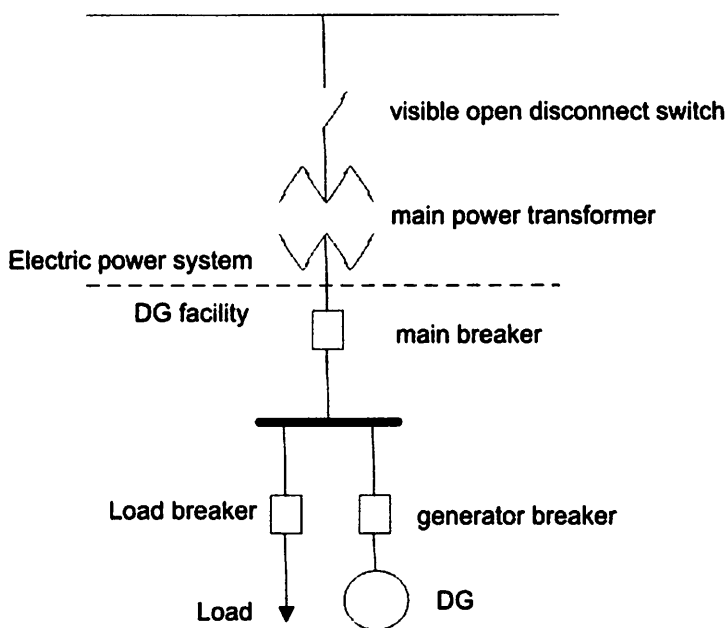 visible open disconnect switch
main power transformer
Electric power system
DG facility
main breaker
Load breaker
generator breaker
Load
DG